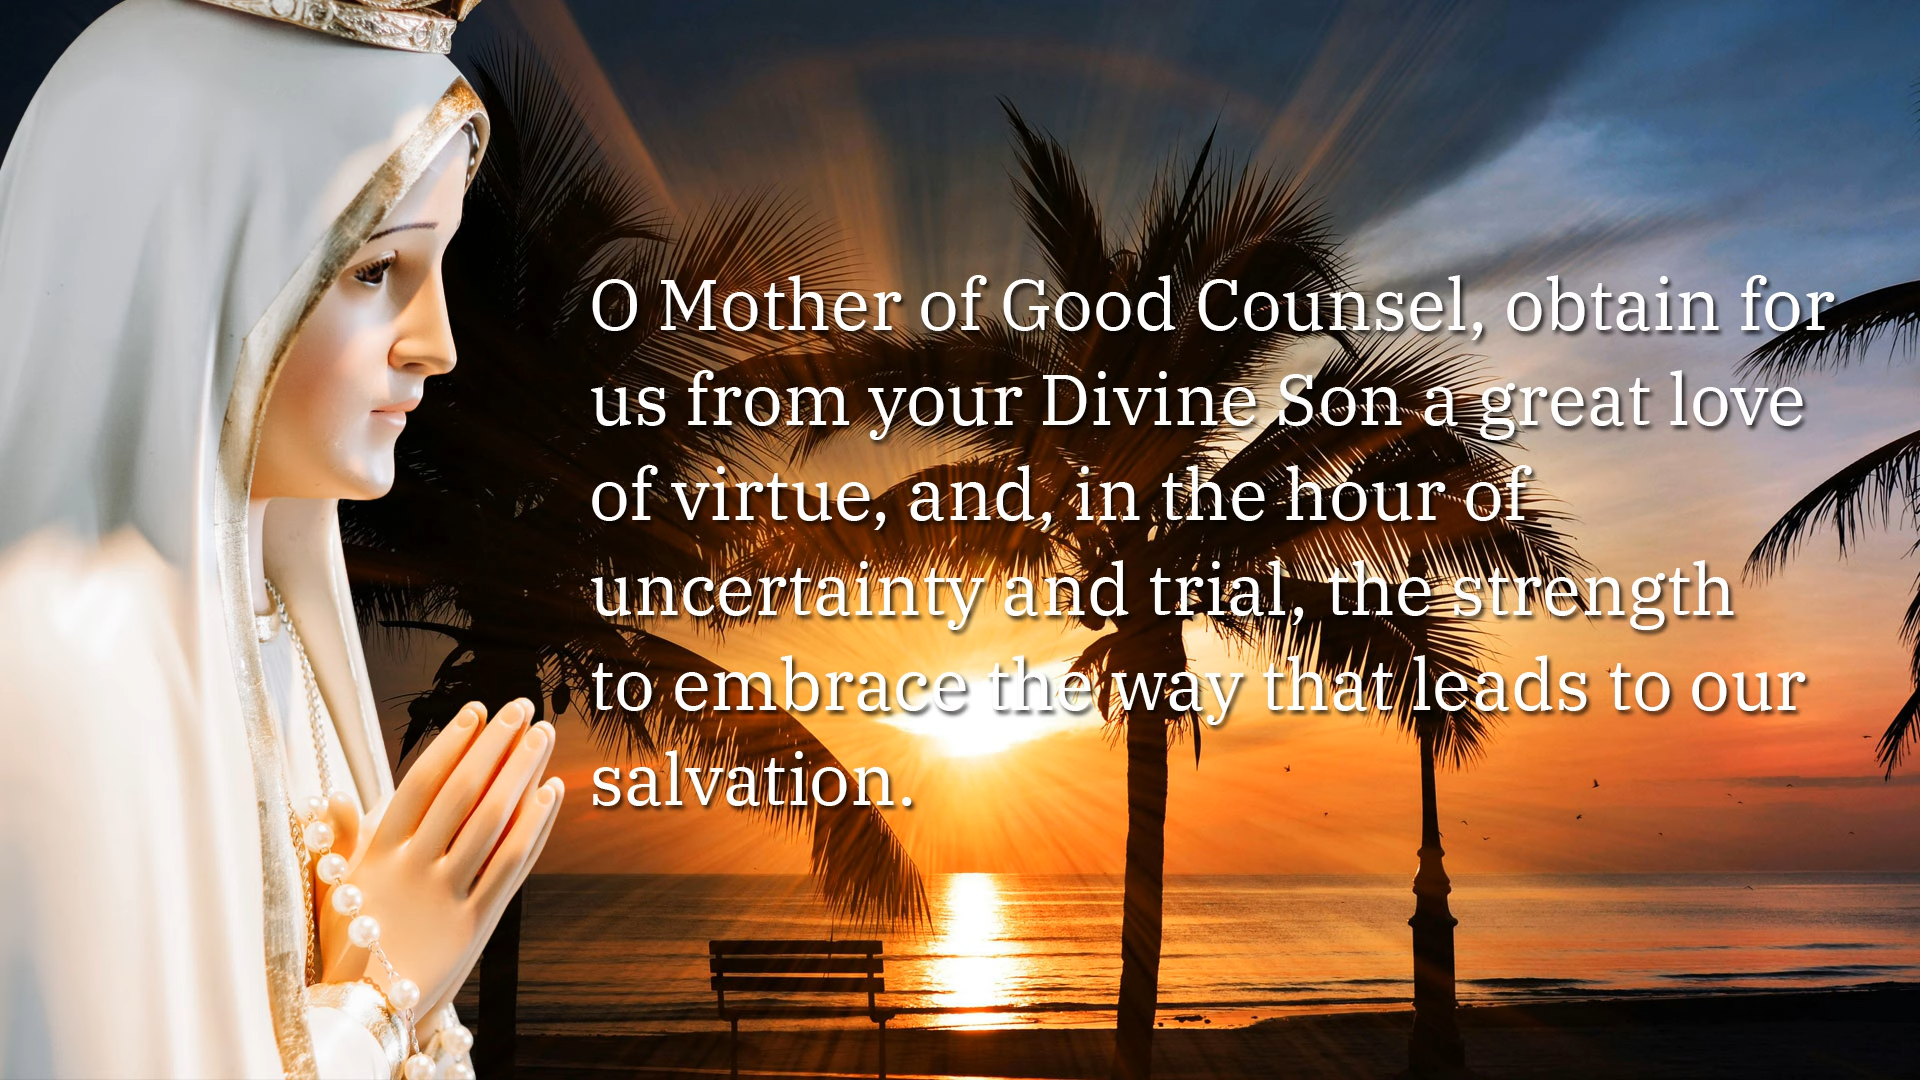 O Mother of Good Counsel, obtain for
us from your Divine Son a great love
of virtue, and, in the hour of
uncertainty and trial, the strength
to embrace the way that leads to our
salvation.